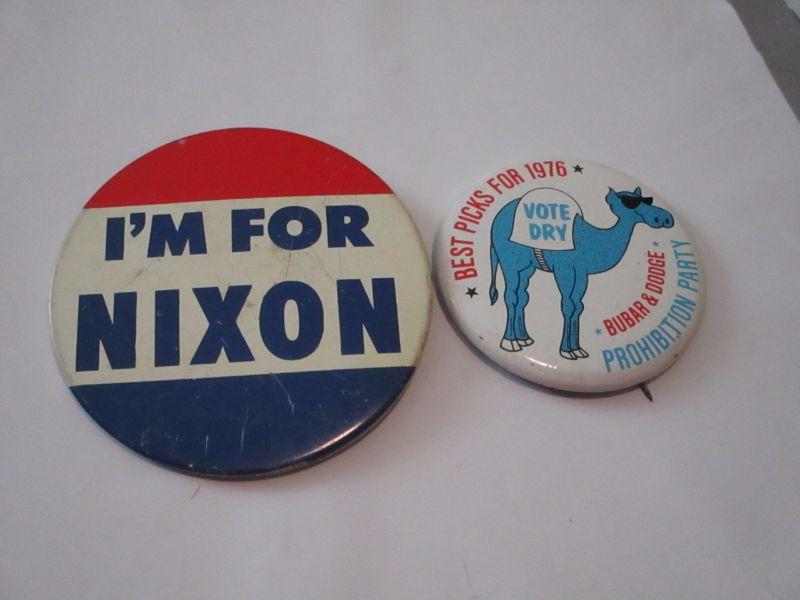 I'M FOR
NIXON
BEST PICKS FOR 1976
VOTE
DRY
BUBAR & DODGE
PROHIBITION PARTY